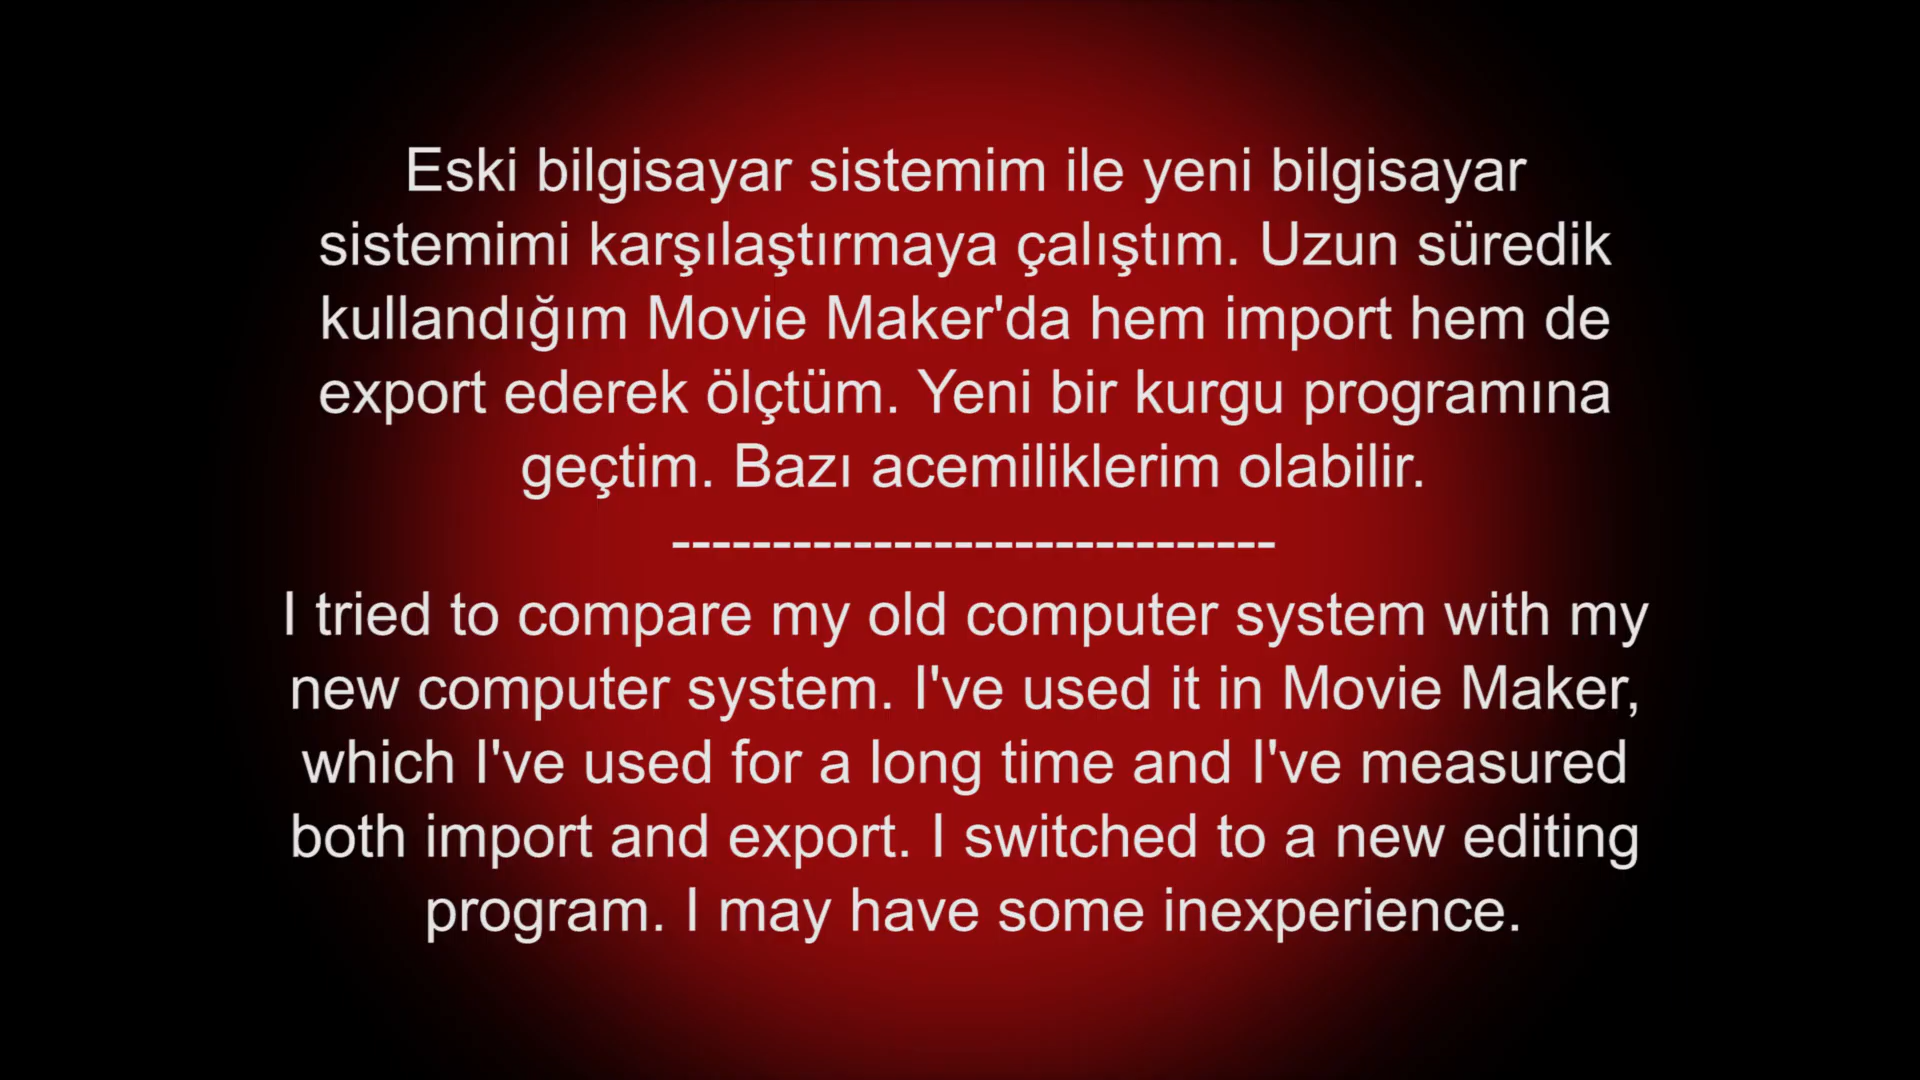 Eski bilgisayar sistemim ile yeni bilgisayar
sistemimi karşılaştırmaya çalıştım. Uzun süredik
kullandığım Movie Maker'da hem import hem de
export ederek ölçtüm. Yeni bir kurgu programına
geçtim. Bazı acemiliklerim olabilir.
------------------------------
I tried to compare my old computer system with my
new computer system. I've used it in Movie Maker,
which I've used for a long time and I've measured
both import and export. I switched to a new editing
program. I may have some inexperience.